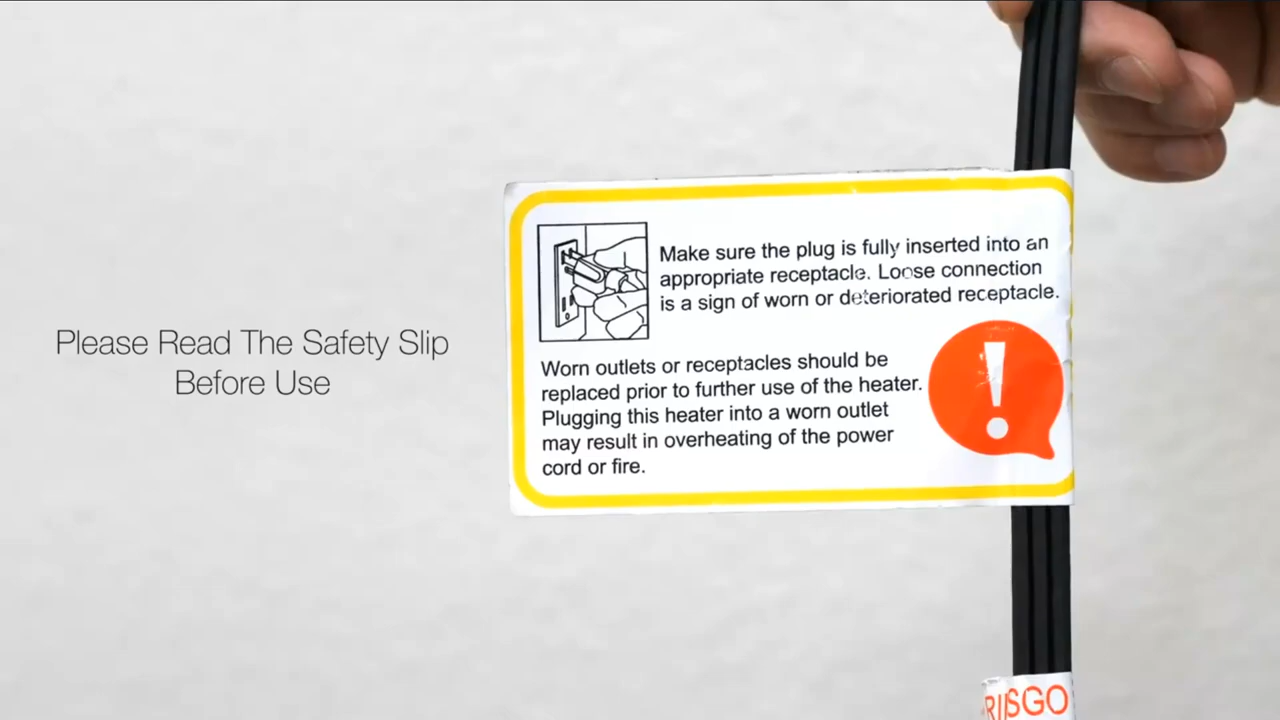 Please Read The Safety Slip
Before Use
Make sure the plug is fully inserted into an
appropriate receptacle. Loose connection
is a sign of worn or deteriorated receptacle.
Worn outlets or receptacles should be
replaced prior to further use of the heater.
Plugging this heater into a worn outlet
may result in overheating of the power
cord or fire.
RIISGO